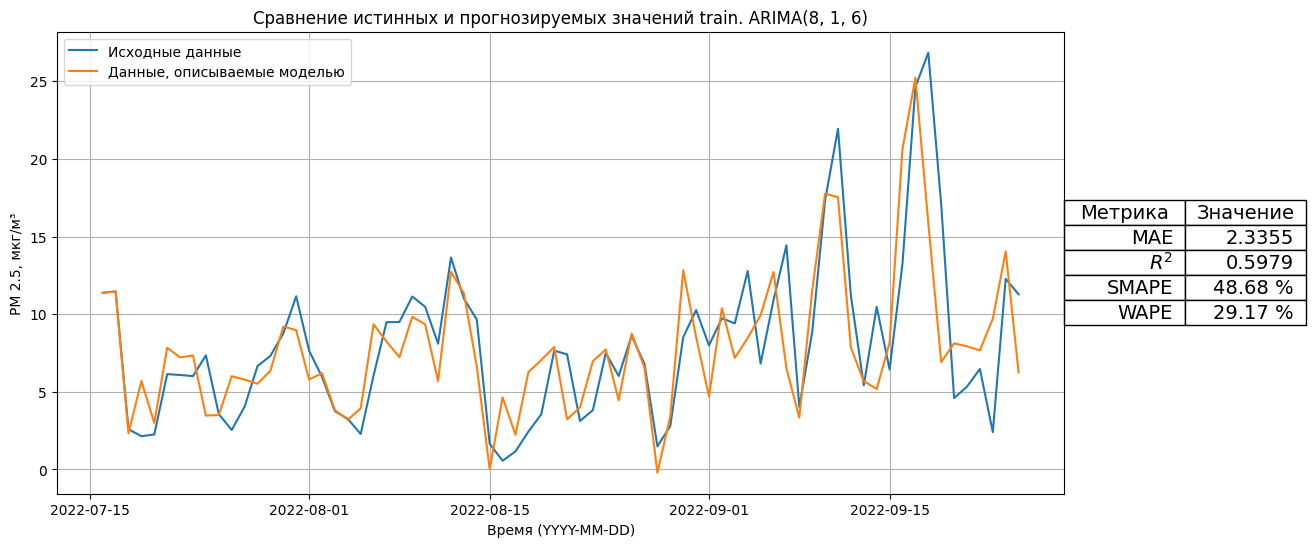 Сравнение истинных и прогнозируемых значений train. ARIMA(8, 1, 6)
Исходные данные
Данные, описываемые моделью
PM 2.5, мкг/м³
25
20
15
10
5
0
2022-07-15 2022-08-01 2022-08-15 2022-09-01 2022-09-15
Время (YYYY-MM-DD)
Метрика Значение
MAE 2.3355
R² 0.5979
SMAPE 48.68 %
WAPE 29.17 %